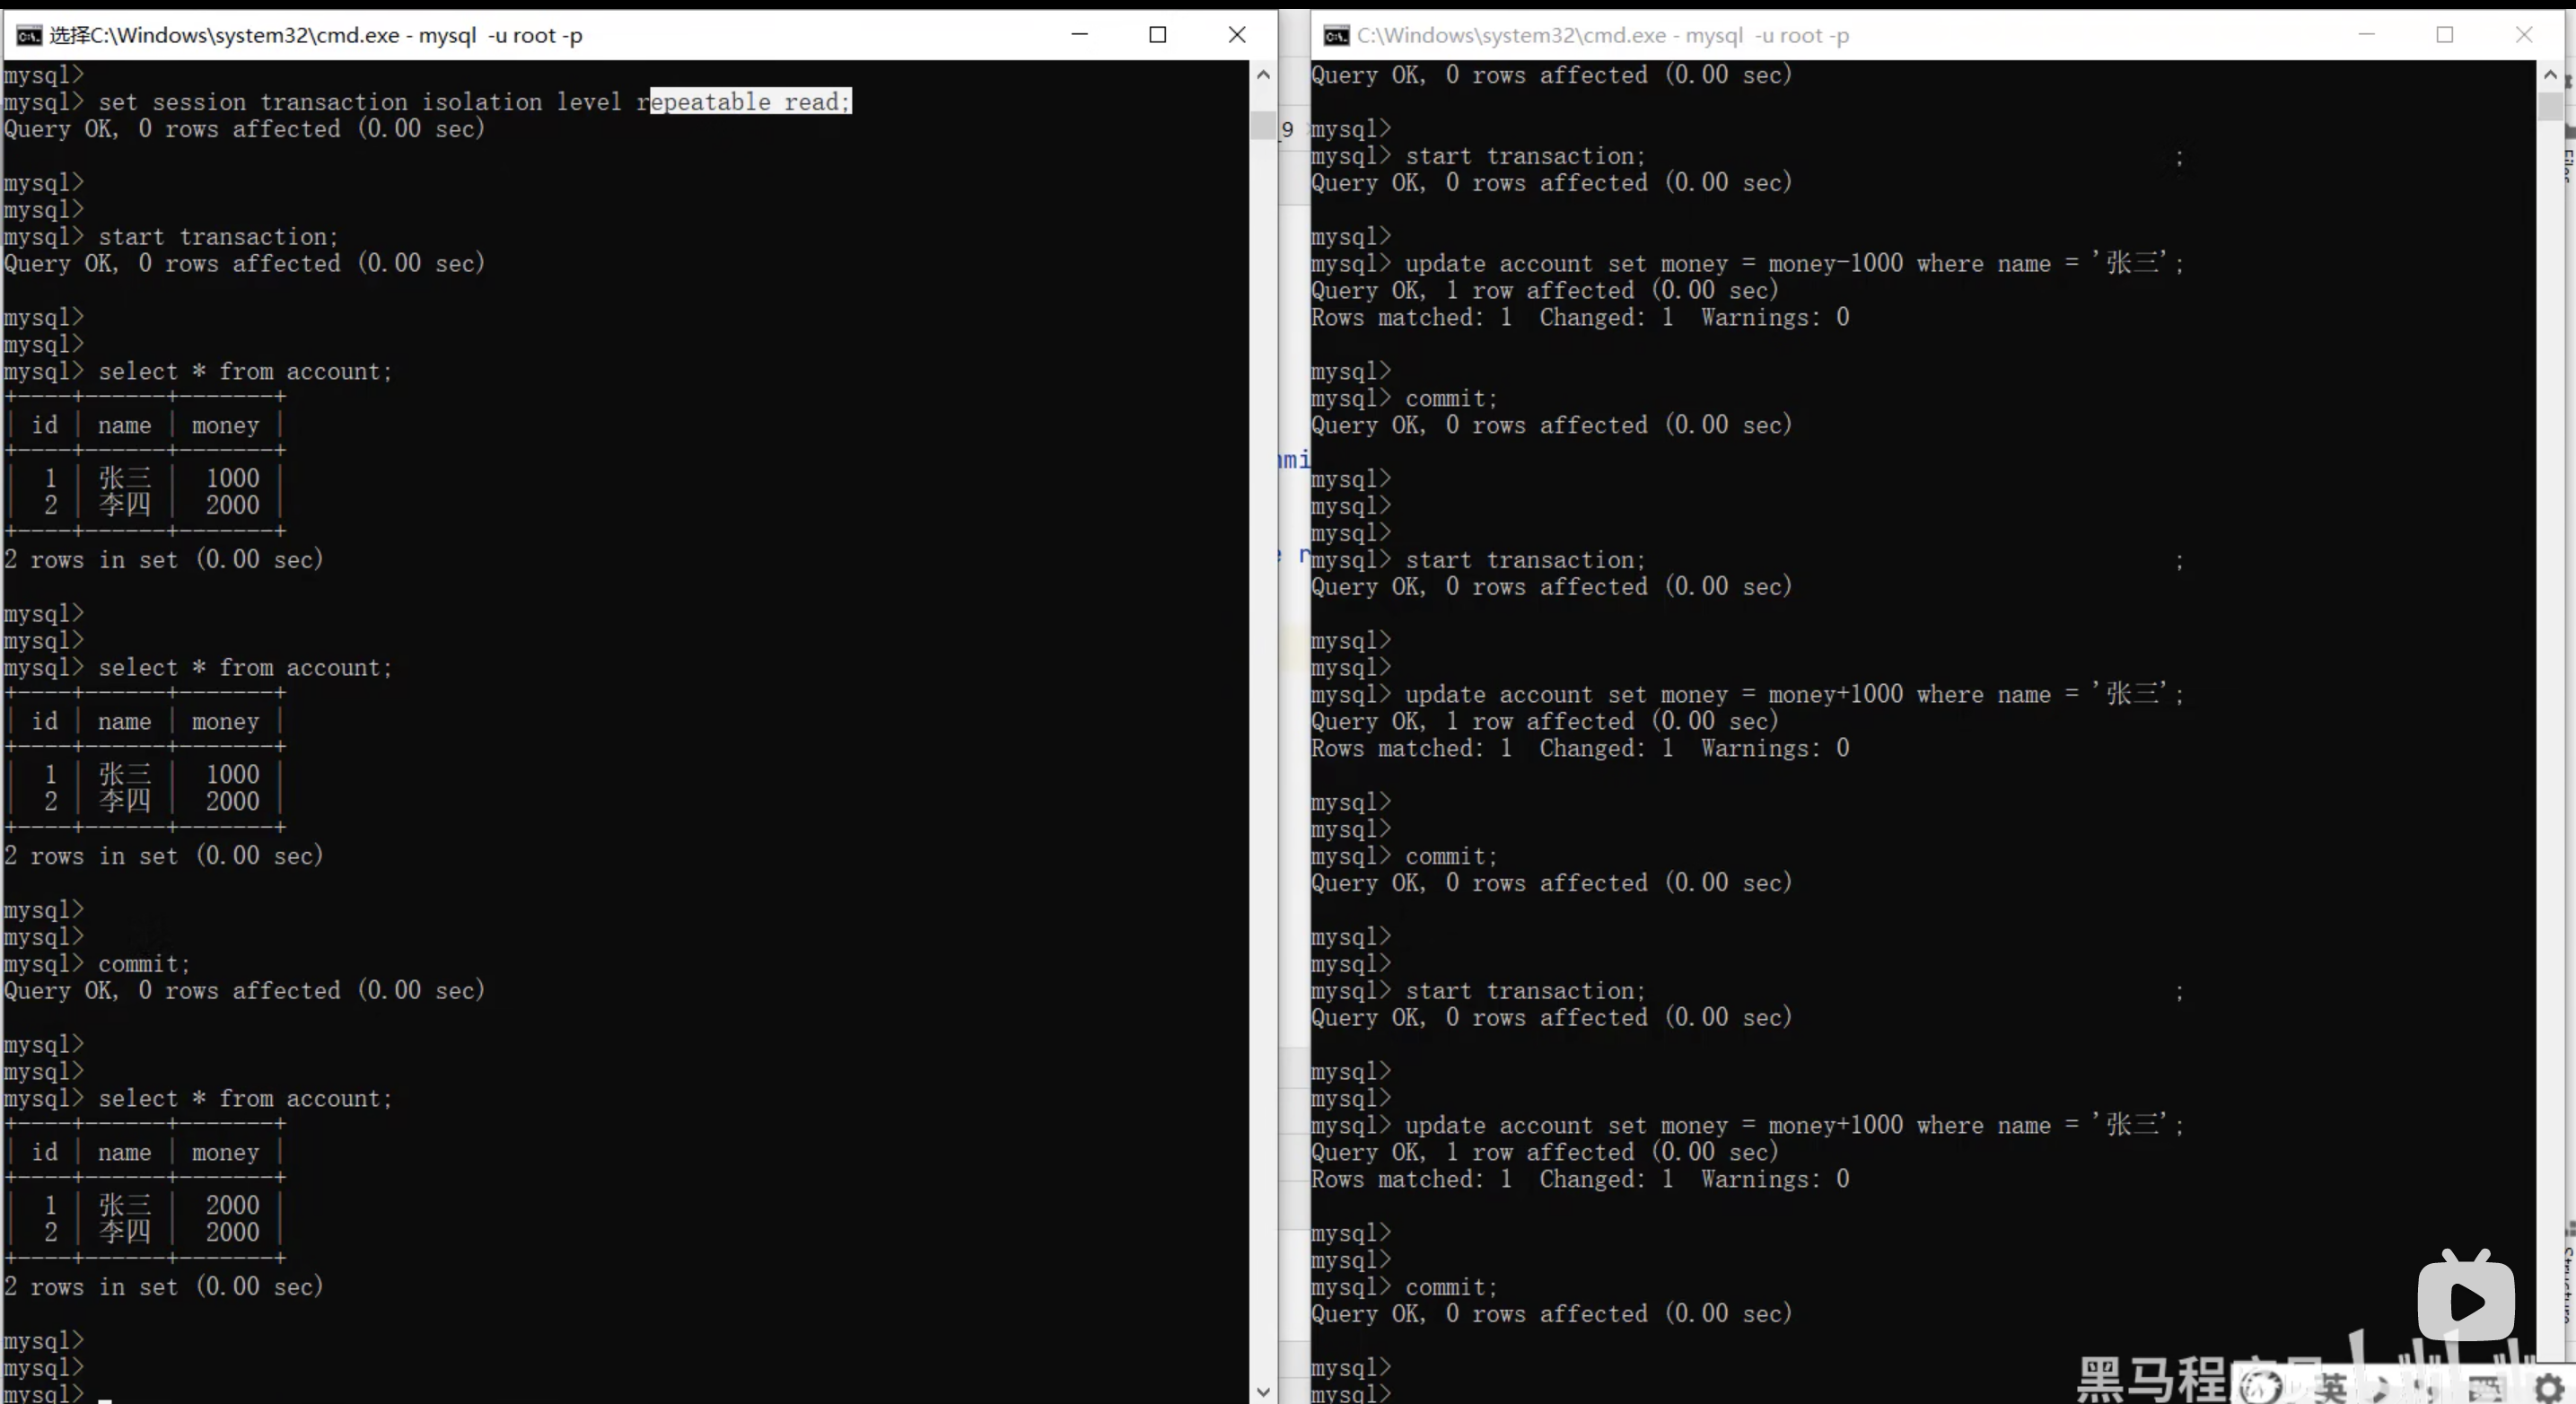 选择C:\Windows\system32\cmd.exe - mysql -u root -p
mysql>
mysql> set session transaction isolation level repeatable read;
Query OK, 0 rows affected (0.00 sec)
mysql>
mysql>
mysql> start transaction;
Query OK, 0 rows affected (0.00 sec)
mysql>
mysql>
mysql> select * from account;
+----+------+-------+
| id | name | money |
+----+------+-------+
| 1 | 张三 | 1000 |
| 2 | 李四 | 2000 |
+----+------+-------+
2 rows in set (0.00 sec)
mysql>
mysql>
mysql> select * from account;
+----+------+-------+
| id | name | money |
+----+------+-------+
| 1 | 张三 | 1000 |
| 2 | 李四 | 2000 |
+----+------+-------+
2 rows in set (0.00 sec)
mysql>
mysql>
mysql> commit;
Query OK, 0 rows affected (0.00 sec)
mysql>
mysql>
mysql> select * from account;
+----+------+-------+
| id | name | money |
+----+------+-------+
| 1 | 张三 | 2000 |
| 2 | 李四 | 2000 |
+----+------+-------+
2 rows in set (0.00 sec)
mysql>
mysql>
mysql>
C:\Windows\system32\cmd.exe - mysql -u root -p
Query OK, 0 rows affected (0.00 sec)
mysql>
mysql> start transaction; ;
Query OK, 0 rows affected (0.00 sec)
mysql>
mysql> update account set money = money-1000 where name = '张三';
Query OK, 1 row affected (0.00 sec)
Rows matched: 1 Changed: 1 Warnings: 0
mysql>
mysql> commit;
Query OK, 0 rows affected (0.00 sec)
mysql>
mysql>
mysql>
mysql> start transaction; ;
Query OK, 0 rows affected (0.00 sec)
mysql>
mysql>
mysql> update account set money = money+1000 where name = '张三';
Query OK, 1 row affected (0.00 sec)
Rows matched: 1 Changed: 1 Warnings: 0
mysql>
mysql>
mysql> commit;
Query OK, 0 rows affected (0.00 sec)
mysql>
mysql>
mysql> start transaction; ;
Query OK, 0 rows affected (0.00 sec)
mysql>
mysql>
mysql> update account set money = money+1000 where name = '张三';
Query OK, 1 row affected (0.00 sec)
Rows matched: 1 Changed: 1 Warnings: 0
mysql>
mysql>
mysql> commit;
Query OK, 0 rows affected (0.00 sec)
mysql>
mysql>
黑马程
英